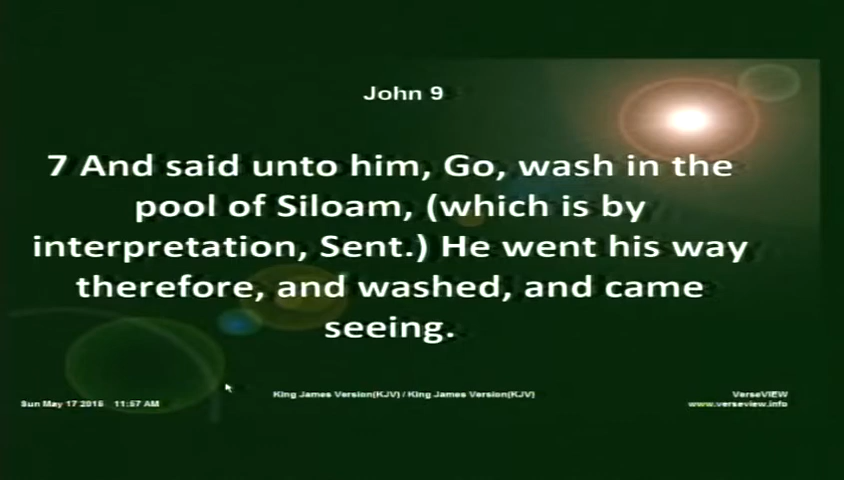 John 9
7 And said unto him, Go, wash in the
pool of Siloam, (which is by
interpretation, Sent.) He went his way
therefore, and washed, and came
seeing.
King James Version(KJV) / King James Version(KJV)
VerseVIEW
Sun May 17 2015 11:57 AM
www.verseview.info